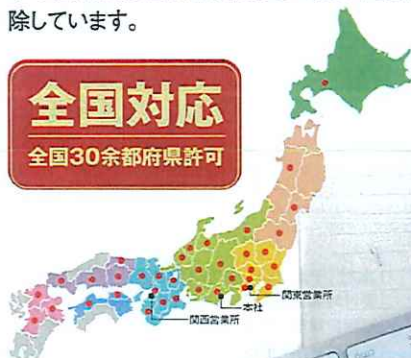 除しています。
全国対応
全国30余都府県許可
関東営業所
本社
関西営業所